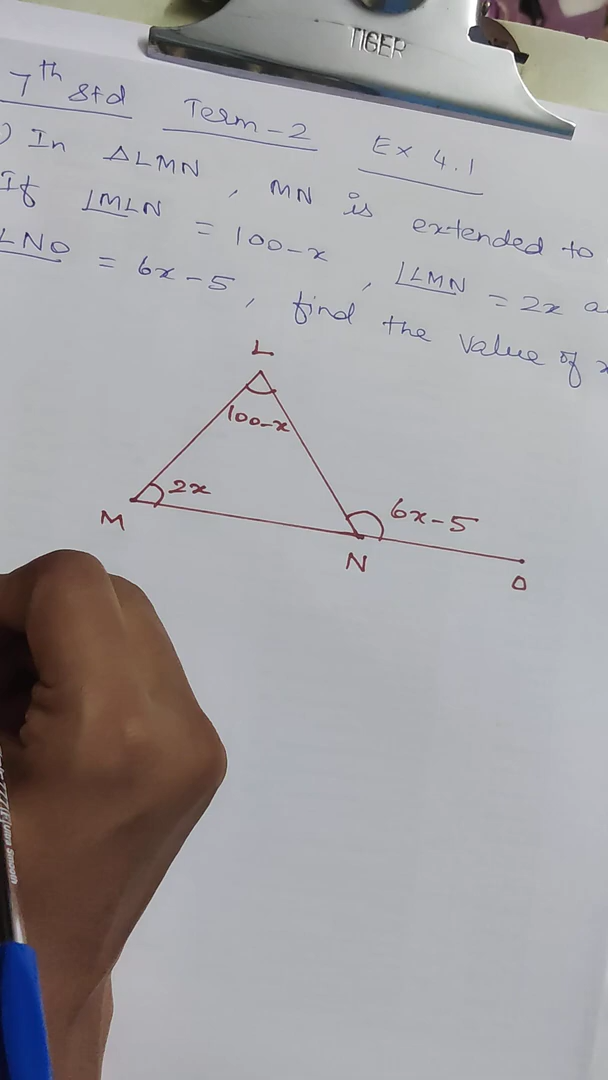 TIGER
7th Std Term-2 Ex 4.1
) In ΔLMN, MN is extended to
If ∠MLN = 100-x, ∠LMN = 2x
∠LNO = 6x-5, find the value of x
L
100-x
2x
6x-5
M
N
O